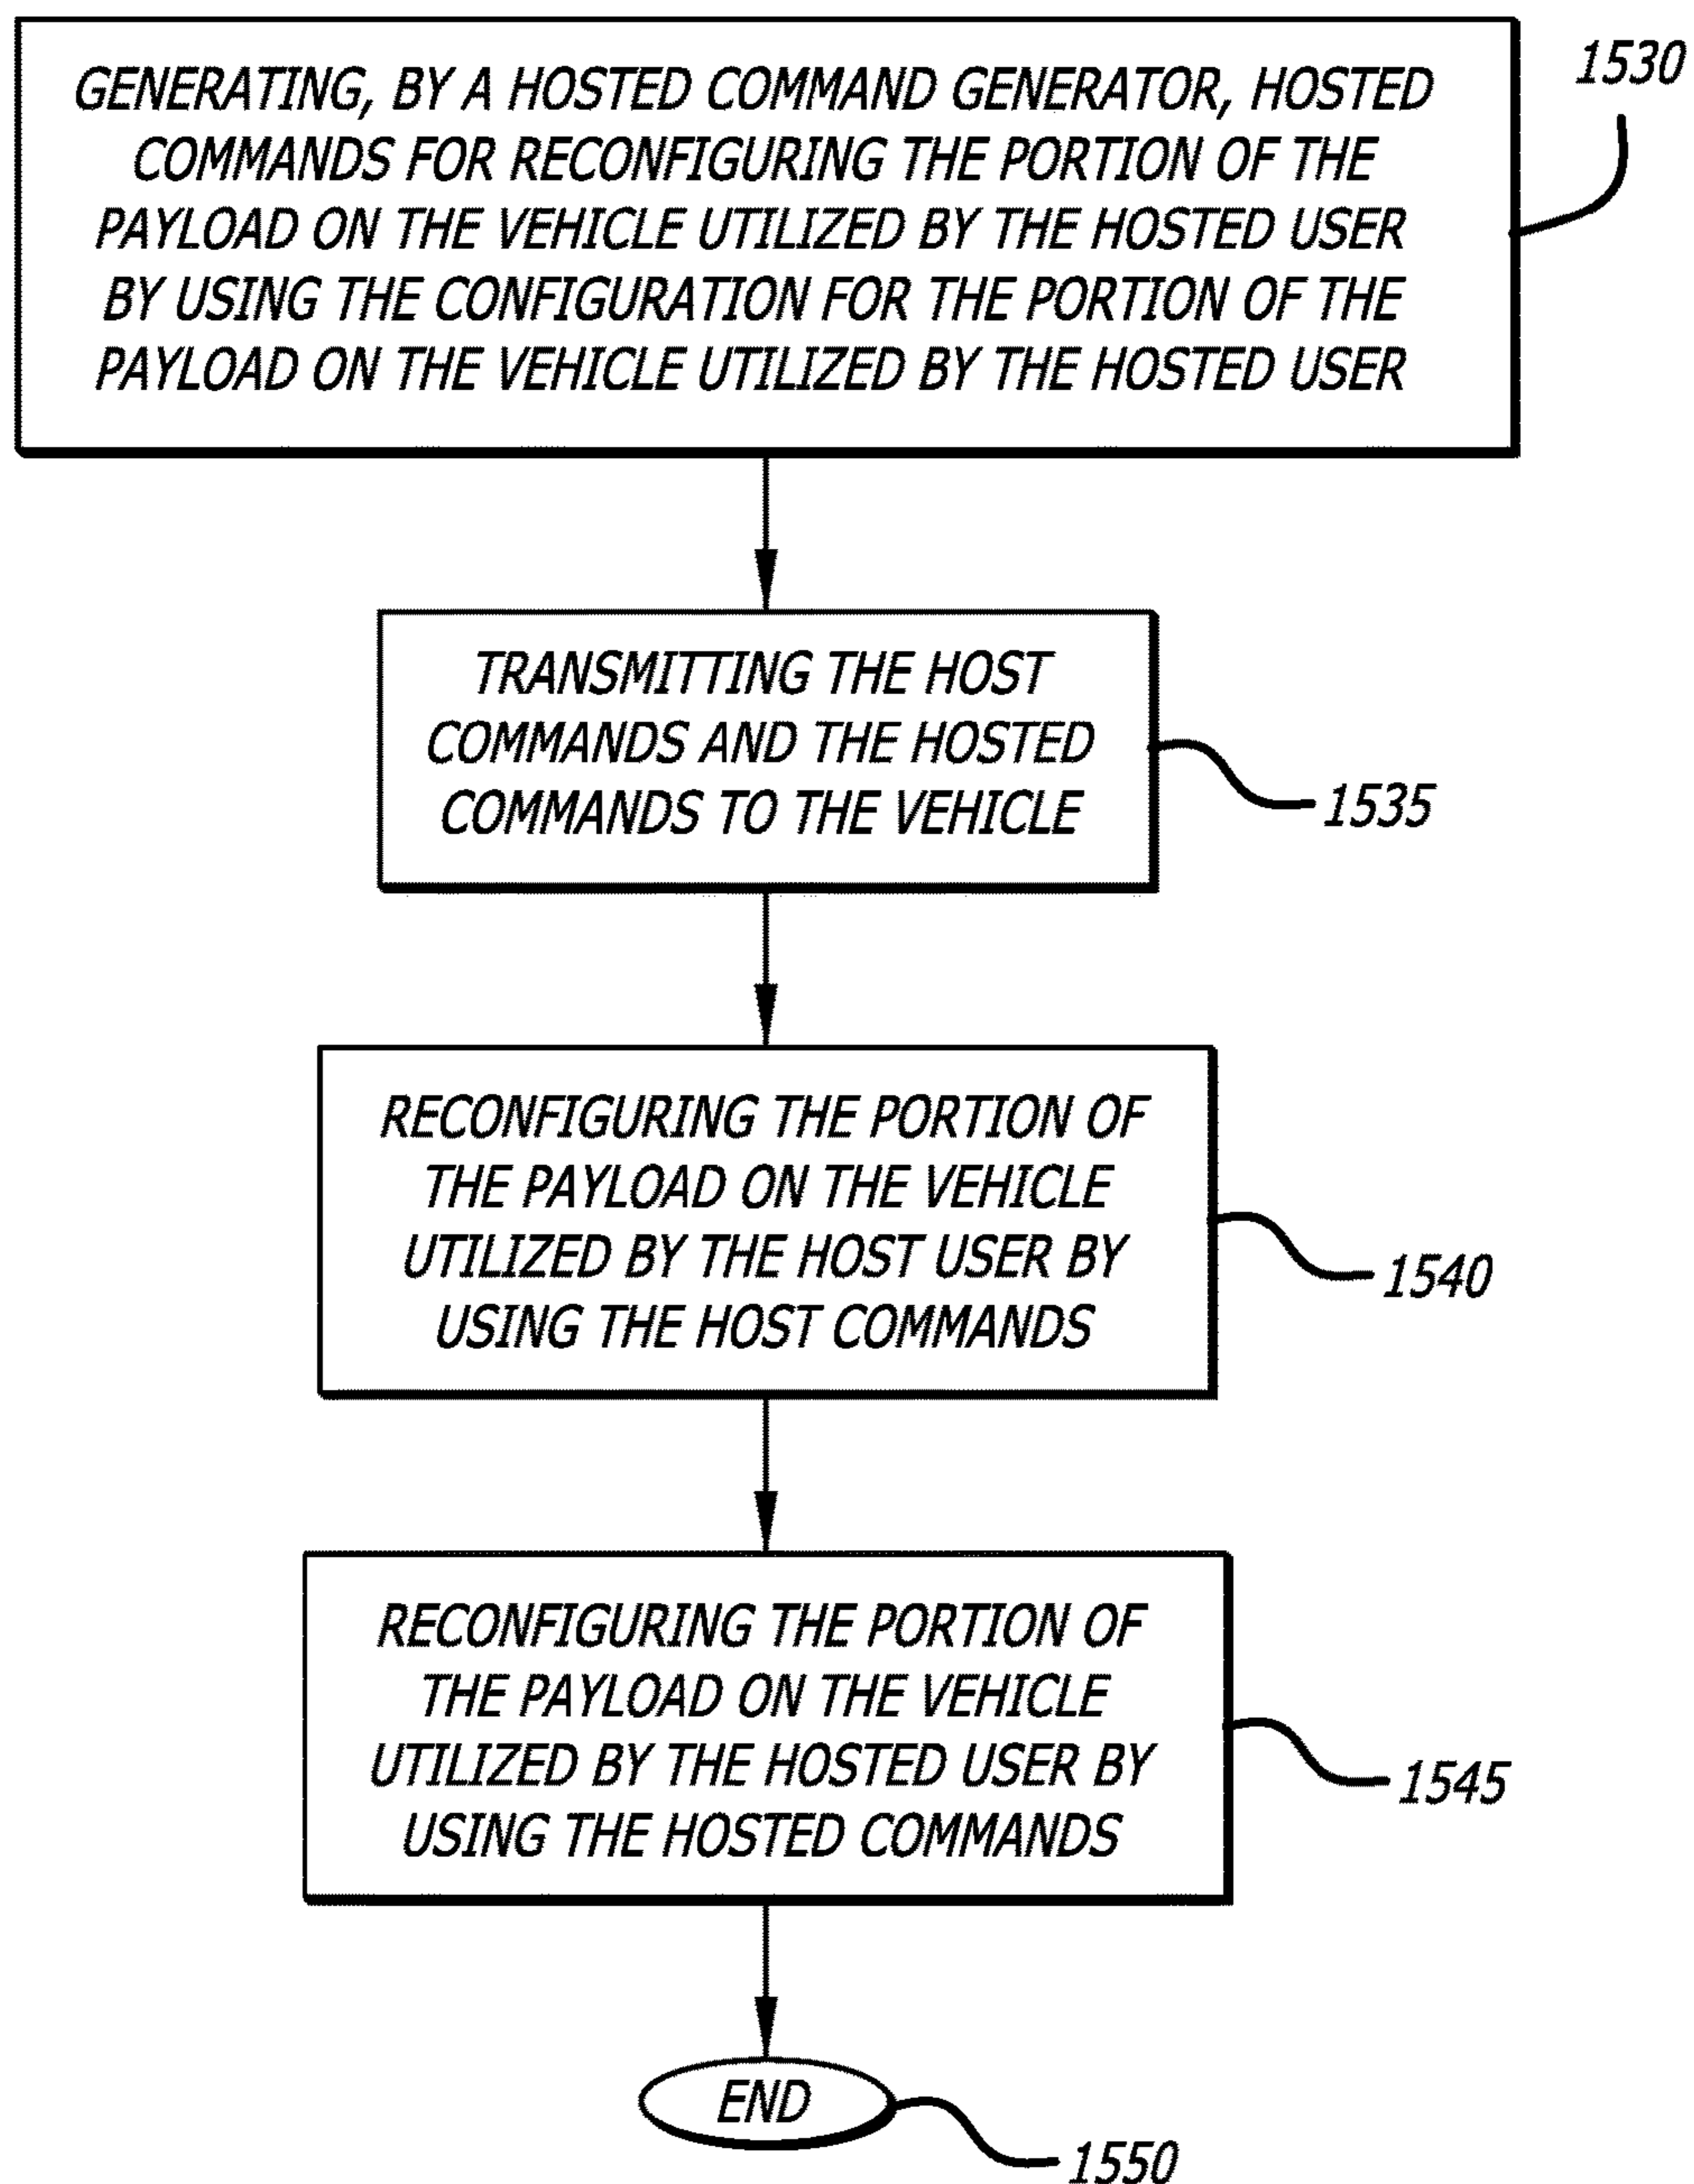 GENERATING, BY A HOSTED COMMAND GENERATOR, HOSTED
COMMANDS FOR RECONFIGURING THE PORTION OF THE
PAYLOAD ON THE VEHICLE UTILIZED BY THE HOSTED USER
BY USING THE CONFIGURATION FOR THE PORTION OF THE
PAYLOAD ON THE VEHICLE UTILIZED BY THE HOSTED USER
1530
TRANSMITTING THE HOST
COMMANDS AND THE HOSTED
COMMANDS TO THE VEHICLE
1535
RECONFIGURING THE PORTION OF
THE PAYLOAD ON THE VEHICLE
UTILIZED BY THE HOST USER BY
USING THE HOST COMMANDS
1540
RECONFIGURING THE PORTION OF
THE PAYLOAD ON THE VEHICLE
UTILIZED BY THE HOSTED USER BY
USING THE HOSTED COMMANDS
1545
END
1550